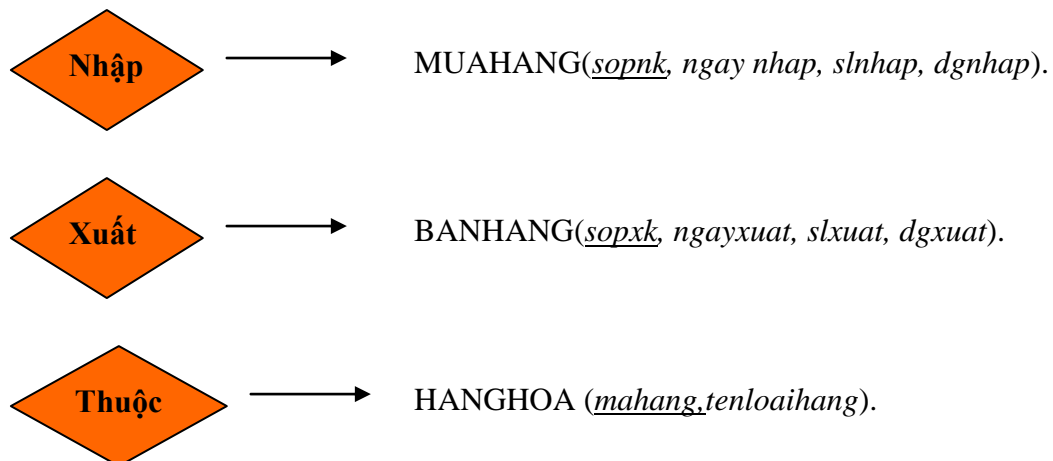 Nhập MUAHANG(sopnk, ngay nhap, slnhap, dgnhap).
Xuất BANHANG(sopxk, ngayxuat, slxuat, dgxuat).
Thuộc HANGHOA (mahang,tenloaihang).